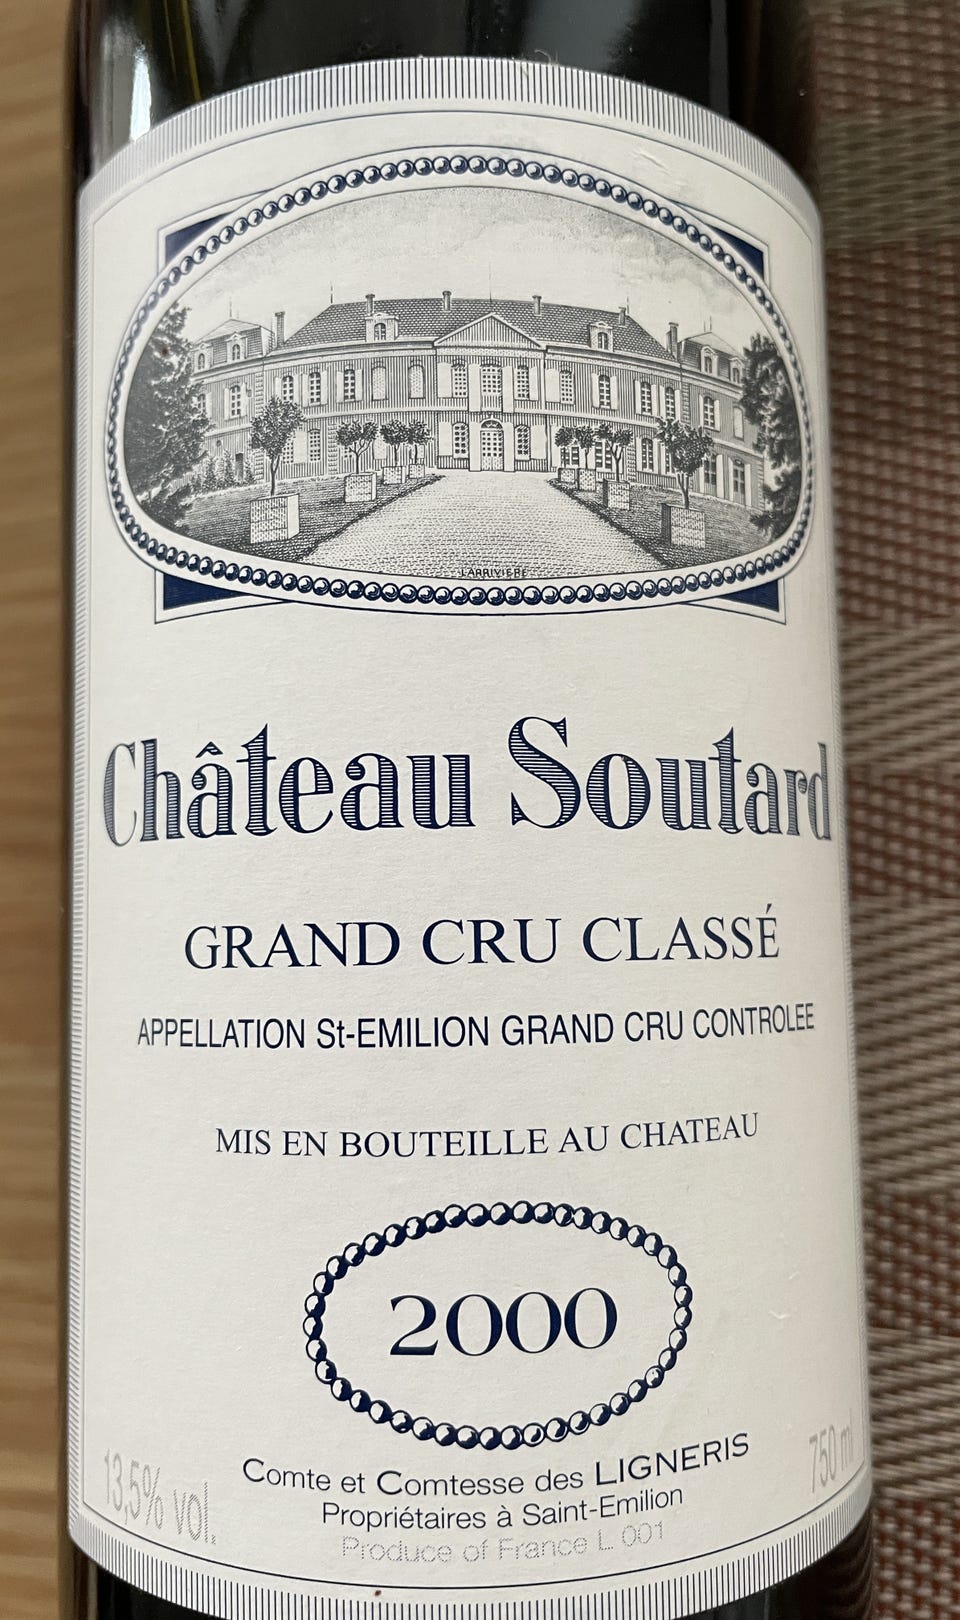 LARRIVIERE
Château Soutard
GRAND CRU CLASSÉ
APPELLATION St-EMILION GRAND CRU CONTROLEE
MIS EN BOUTEILLE AU CHATEAU
2000
13,5% vol.
Comte et Comtesse des LIGNERIS
750 ml
Propriétaires à Saint-Emilion
Produce of France L 001